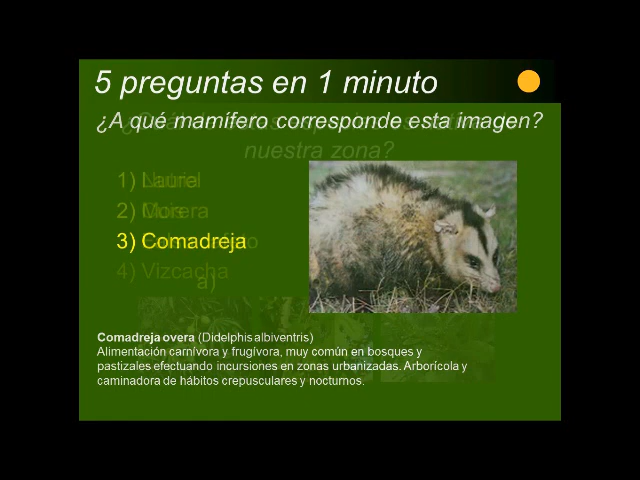 5 preguntas en 1 minuto
¿A qué mamífero corresponde esta imagen?
nuestra zona?
1)
2)
3) Comadreja
4) Vizcacha
a)
Comadreja overa (Didelphis albiventris)
Alimentación carnívora y frugívora, muy común en bosques y
pastizales efectuando incursiones en zonas urbanizadas. Arborícola y
caminadora de hábitos crepusculares y nocturnos.